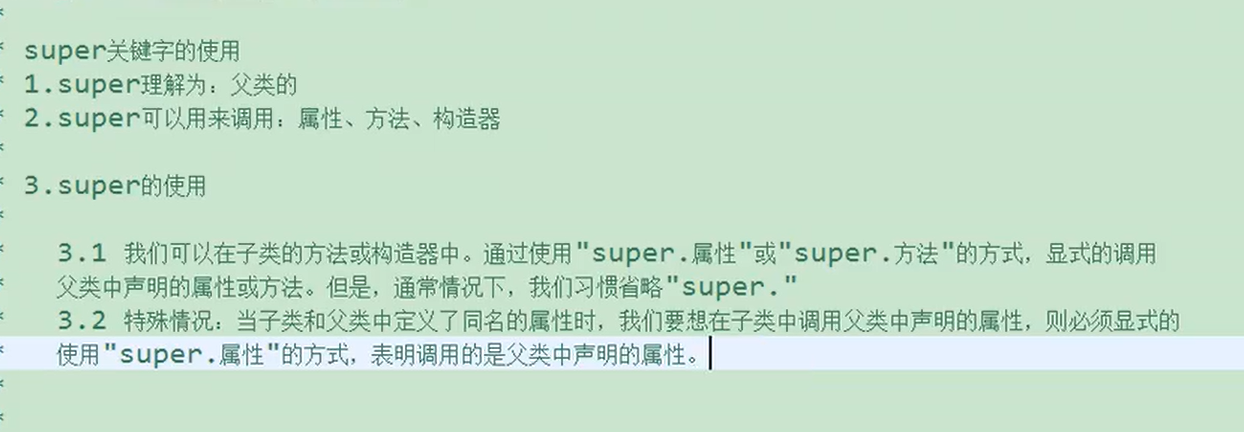 *
* super关键字的使用
* 1.super理解为：父类的
* 2.super可以用来调用：属性、方法、构造器
*
* 3.super的使用
*
* 3.1 我们可以在子类的方法或构造器中。通过使用"super.属性"或"super.方法"的方式，显式的调用
* 父类中声明的属性或方法。但是，通常情况下，我们习惯省略"super."
* 3.2 特殊情况：当子类和父类中定义了同名的属性时，我们要想在子类中调用父类中声明的属性，则必须显式的
* 使用"super.属性"的方式，表明调用的是父类中声明的属性。
*
*